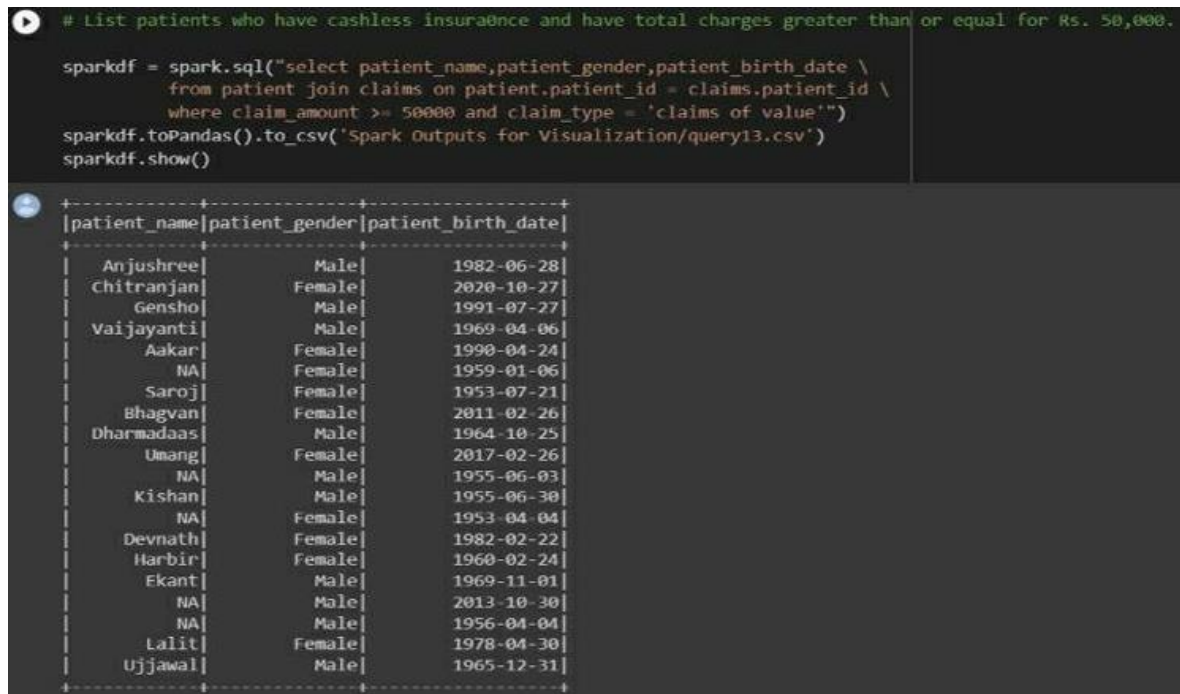 # List patients who have cashless insura0nce and have total charges greater than or equal for Rs. 50,000.
sparkdf = spark.sql("select patient_name,patient_gender,patient_birth_date \
from patient join claims on patient.patient_id = claims.patient_id \
where claim_amount >= 50000 and claim_type = 'claims of value'")
sparkdf.toPandas().to_csv('Spark Outputs for Visualization/query13.csv')
sparkdf.show()
+------------+--------------+------------------+
|patient_name|patient_gender|patient_birth_date|
+------------+--------------+------------------+
| Anjushree| Male| 1982-06-28|
| Chitranjan| Female| 2020-10-27|
| Gensho| Male| 1991-07-27|
| Vaijayanti| Male| 1969-04-06|
| Aakar| Female| 1990-04-24|
| NA| Female| 1959-01-06|
| Saroj| Female| 1953-07-21|
| Bhagvan| Female| 2011-02-26|
| Dharmadaas| Male| 1964-10-25|
| Umang| Female| 2017-02-26|
| NA| Male| 1955-06-03|
| Kishan| Male| 1955-06-30|
| NA| Female| 1953-04-04|
| Devnath| Female| 1982-02-22|
| Harbir| Female| 1960-02-24|
| Ekant| Male| 1969-11-01|
| NA| Male| 2013-10-30|
| NA| Male| 1956-04-04|
| Lalit| Female| 1978-04-30|
| Ujjawal| Male| 1965-12-31|
+------------+--------------+------------------+